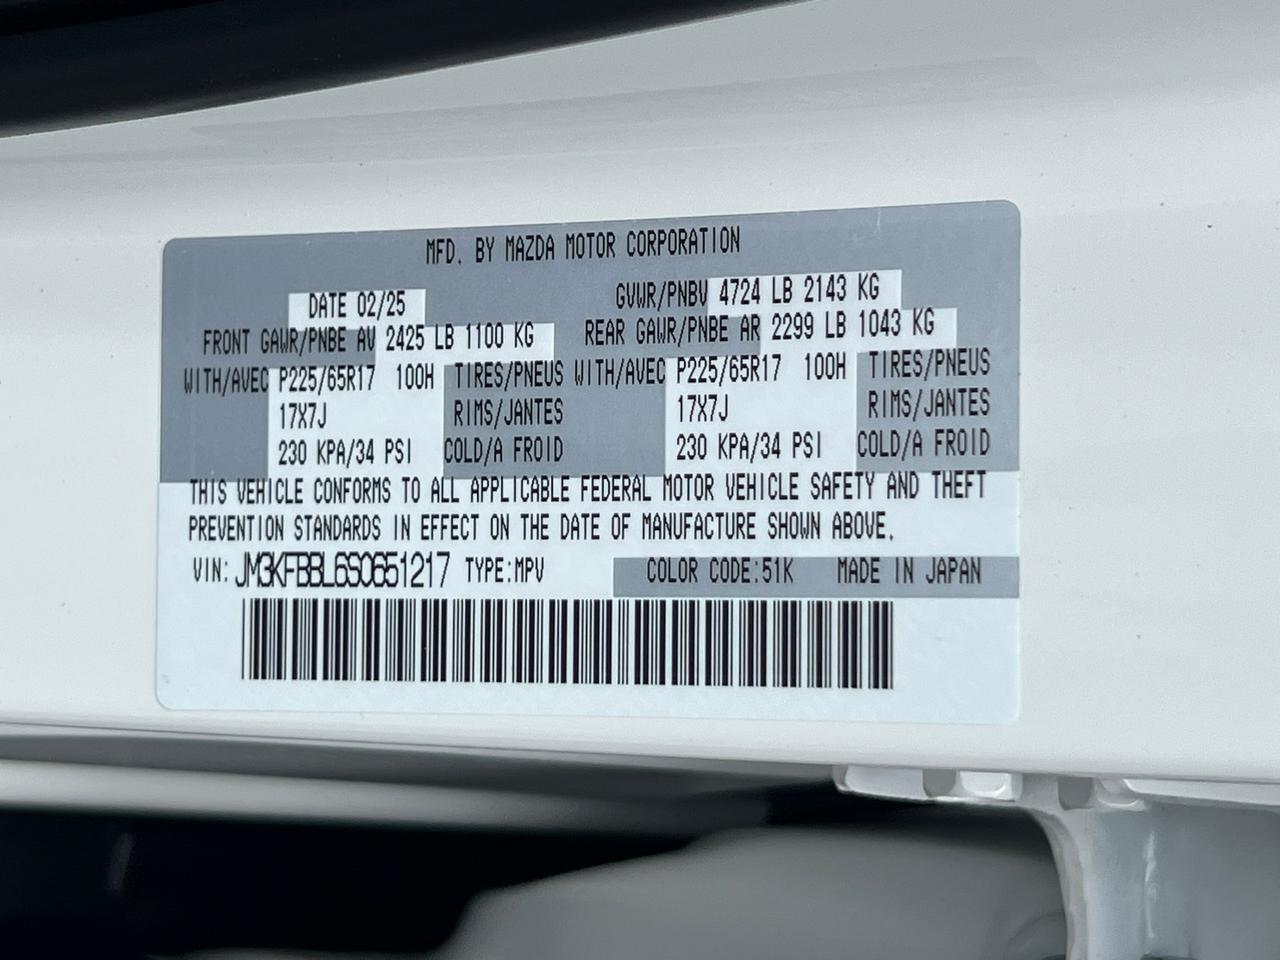 MFD. BY MAZDA MOTOR CORPORATION
DATE 02/25 GVWR/PNBV 4724 LB 2143 KG
FRONT GAWR/PNBE AV 2425 LB 1100 KG REAR GAWR/PNBE AR 2299 LB 1043 KG
WITH/AVEC P225/65R17 100H TIRES/PNEUS WITH/AVEC P225/65R17 100H TIRES/PNEUS
17X7J RIMS/JANTES 17X7J RIMS/JANTES
230 KPA/34 PSI COLD/A FROID 230 KPA/34 PSI COLD/A FROID
THIS VEHICLE CONFORMS TO ALL APPLICABLE FEDERAL MOTOR VEHICLE SAFETY AND THEFT
PREVENTION STANDARDS IN EFFECT ON THE DATE OF MANUFACTURE SHOWN ABOVE.
VIN: JM3KFBBL6S0651217 TYPE:MPV COLOR CODE:51K MADE IN JAPAN